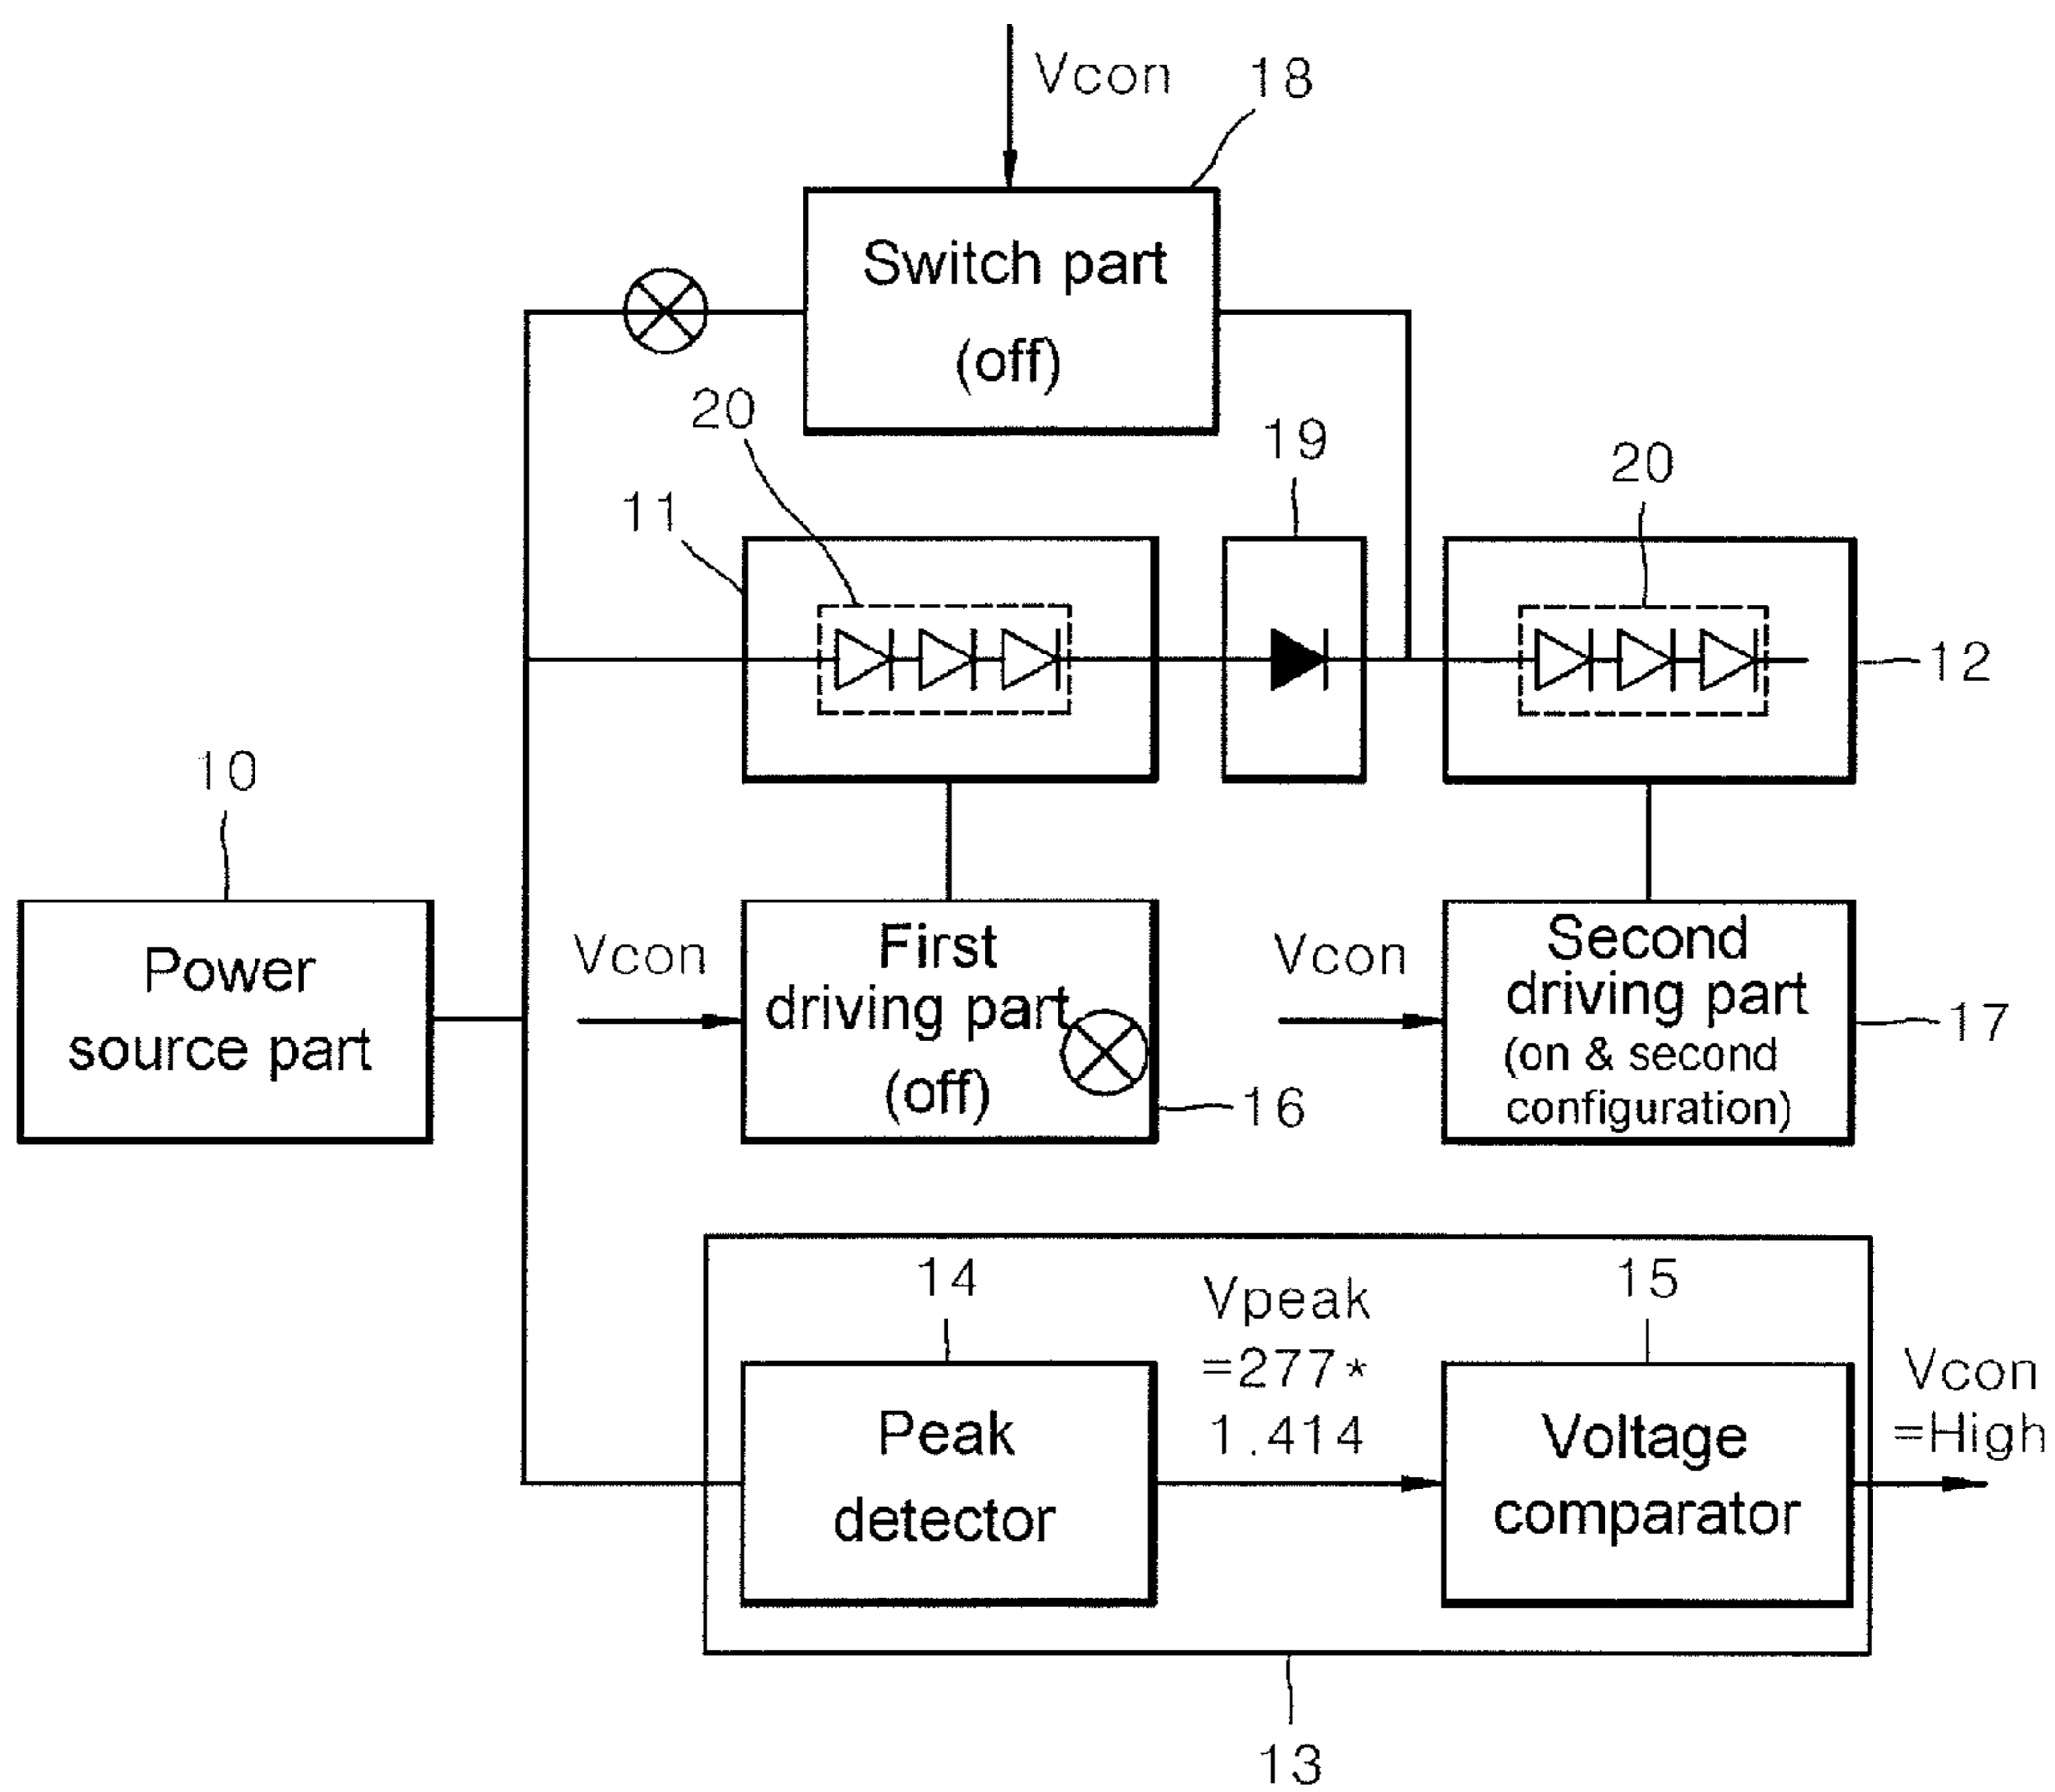 Vcon
18
Switch part
(off)
20
19
20
11
12
10
Power
source part
Vcon
First
driving part
(off)
16
Vcon
Second
driving part
(on & second
configuration)
17
14
Vpeak
=277*
1.414
15
Vcon
=High
Peak
detector
Voltage
comparator
13